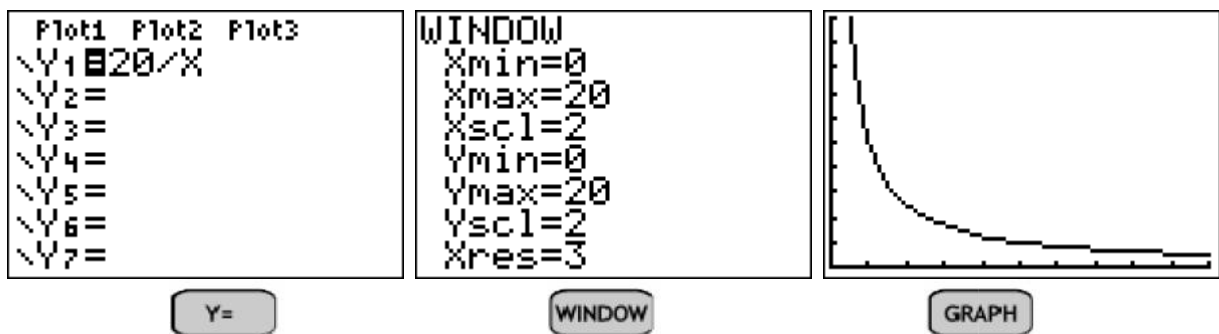 Plot1 Plot2 Plot3
\Y1=20/X
\Y2=
\Y3=
\Y4=
\Y5=
\Y6=
\Y7=
WINDOW
Xmin=0
Xmax=20
Xscl=2
Ymin=0
Ymax=20
Yscl=2
Xres=3
Y=
WINDOW
GRAPH